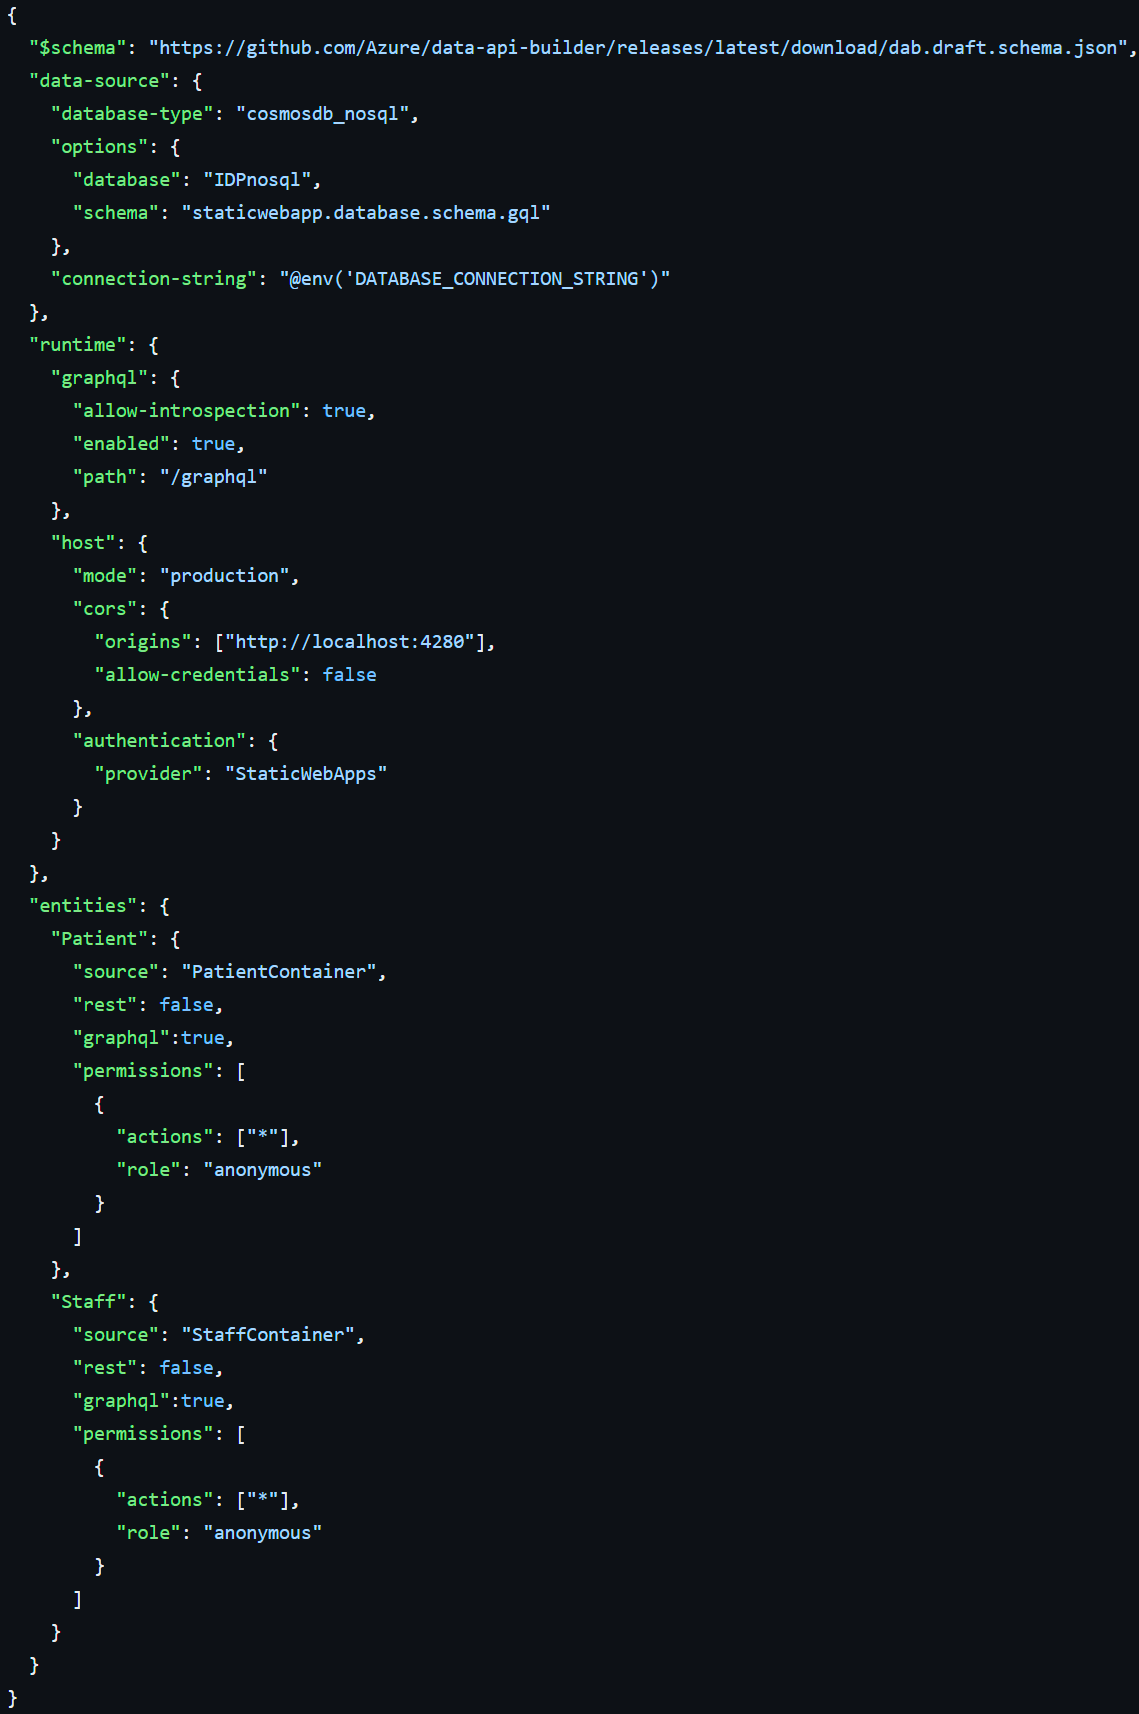 {
  "$schema": "https://github.com/Azure/data-api-builder/releases/latest/download/dab.draft.schema.json",
  "data-source": {
    "database-type": "cosmosdb_nosql",
    "options": {
      "database": "IDPnosql",
      "schema": "staticwebapp.database.schema.gql"
    },
    "connection-string": "@env('DATABASE_CONNECTION_STRING')"
  },
  "runtime": {
    "graphql": {
      "allow-introspection": true,
      "enabled": true,
      "path": "/graphql"
    },
    "host": {
      "mode": "production",
      "cors": {
        "origins": ["http://localhost:4280"],
        "allow-credentials": false
      },
      "authentication": {
        "provider": "StaticWebApps"
      }
    }
  },
  "entities": {
    "Patient": {
      "source": "PatientContainer",
      "rest": false,
      "graphql":true,
      "permissions": [
        {
          "actions": ["*"],
          "role": "anonymous"
        }
      ]
    },
    "Staff": {
      "source": "StaffContainer",
      "rest": false,
      "graphql":true,
      "permissions": [
        {
          "actions": ["*"],
          "role": "anonymous"
        }
      ]
    }
  }
}